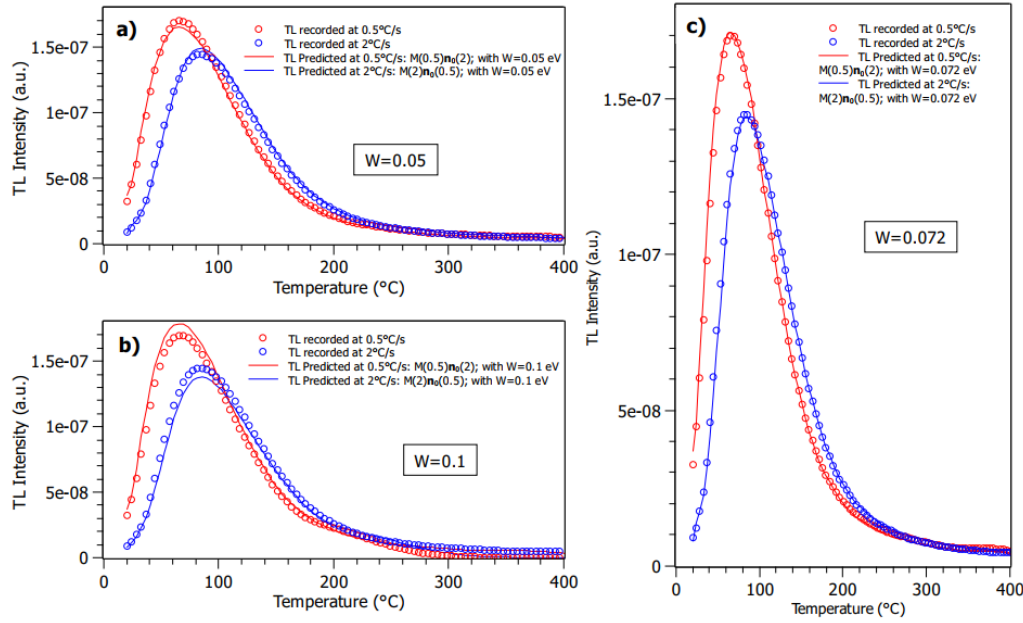 a)
TL recorded at 0.5°C/s
TL recorded at 2°C/s
TL Predicted at 0.5°C/s: M(0.5)n₀(2); with W=0.05 eV
TL Predicted at 2°C/s: M(2)n₀(0.5); with W=0.05 eV
W=0.05
TL Intensity (a.u.)
1.5e-07
1e-07
5e-08
0
0
100
200
300
400
Temperature (°C)
b)
TL recorded at 0.5°C/s
TL recorded at 2°C/s
TL Predicted at 0.5°C/s: M(0.5)n₀(2); with W=0.1 eV
TL Predicted at 2°C/s: M(2)n₀(0.5); with W=0.1 eV
W=0.1
TL Intensity (a.u.)
1.5e-07
1e-07
5e-08
0
0
100
200
300
400
Temperature (°C)
c)
TL recorded at 0.5°C/s
TL recorded at 2°C/s
TL Predicted at 0.5°C/s:
M(0.5)n₀(2); with W=0.072 eV
TL Predicted at 2°C/s:
M(2)n₀(0.5); with W=0.072 eV
W=0.072
TL Intensity (a.u.)
1.5e-07
1e-07
5e-08
0
0
100
200
300
400
Temperature (°C)